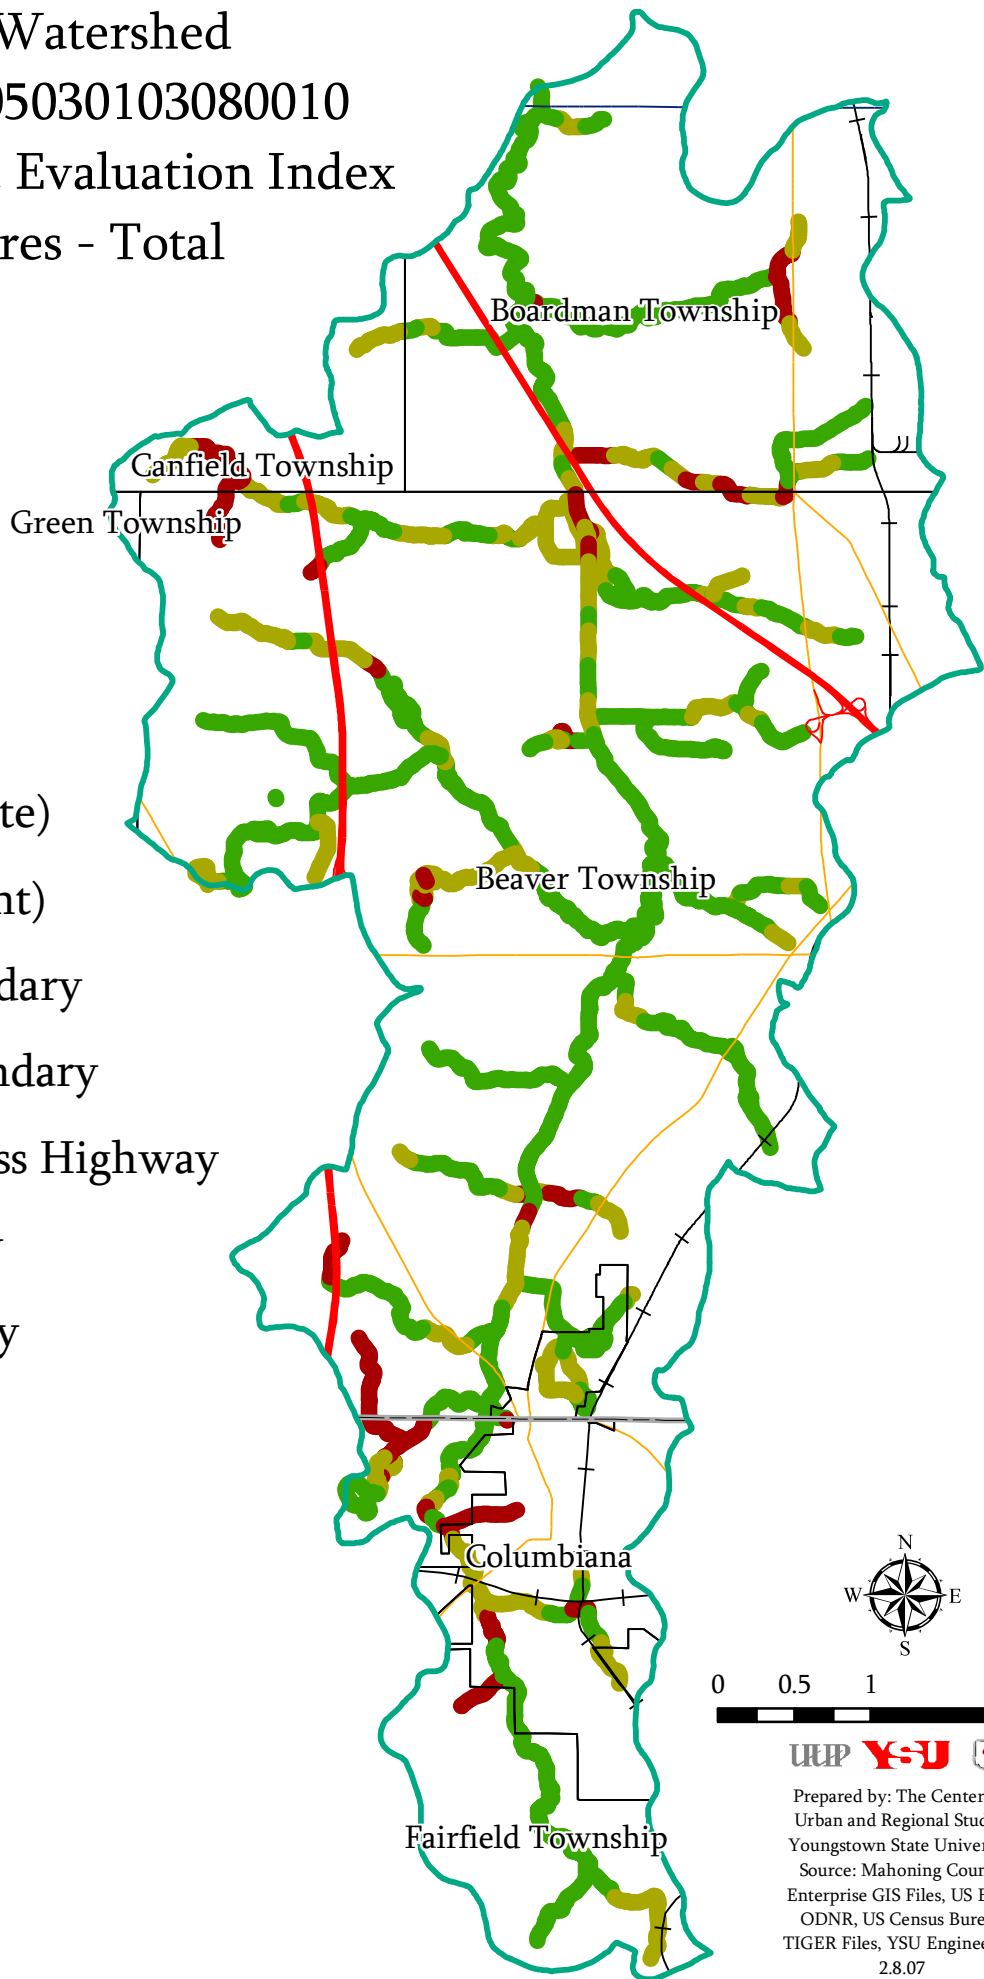 Watershed
05030103080010
Evaluation Index
res - Total
Boardman Township
Canfield Township
Green Township
te)
nt)
Beaver Township
dary
ndary
ss Highway
y
Columbiana
N
W E
S
0 0.5 1
UUP YSU
Fairfield Township
Prepared by: The Center
Urban and Regional Stud
Youngstown State Univer
Source: Mahoning Coun
Enterprise GIS Files, US E
ODNR, US Census Bure
TIGER Files, YSU Enginee
2.8.07